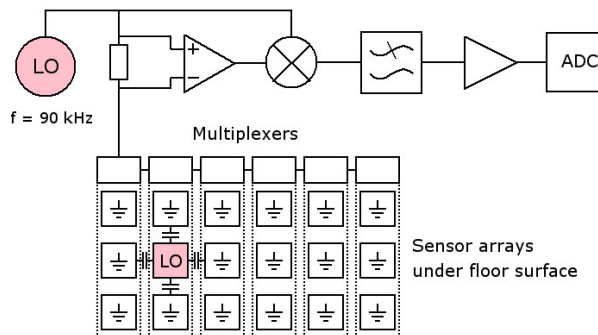 LO
f = 90 kHz
+
−
ADC
Multiplexers
LO
Sensor arrays
under floor surface